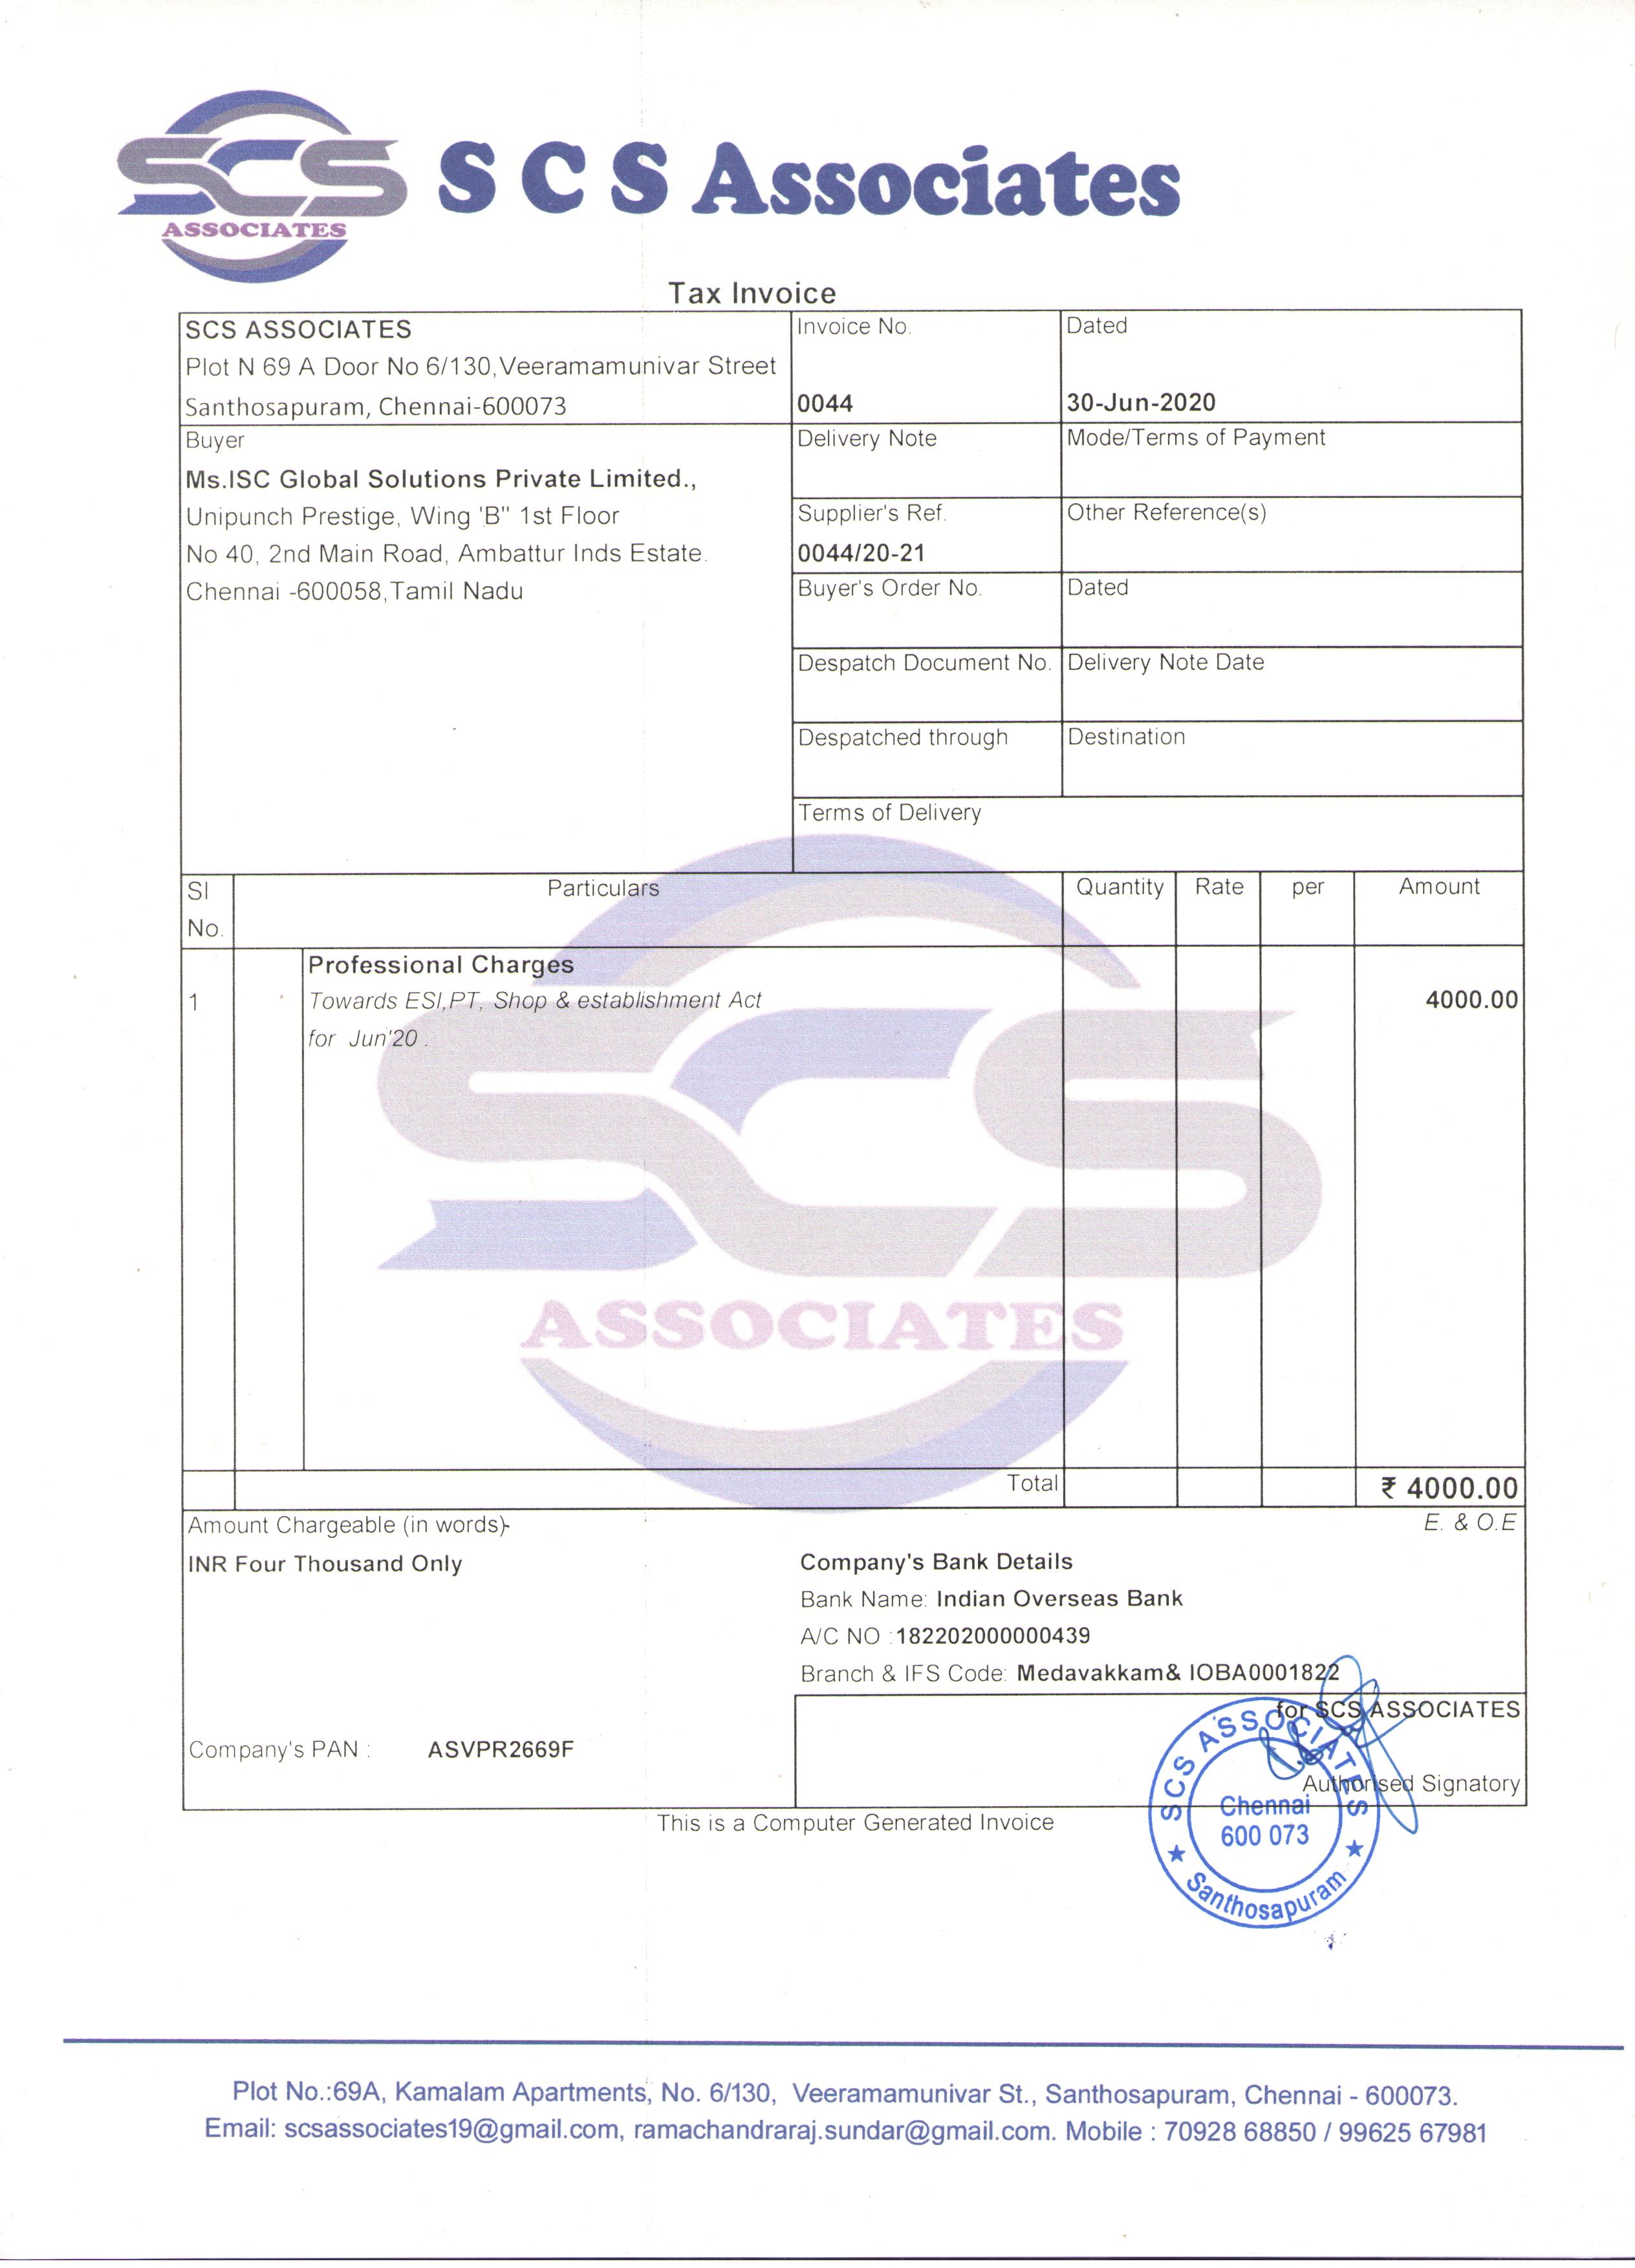 SCS
ASSOCIATES
S C S Associates
Tax Invoice
SCS ASSOCIATES
Plot N 69 A Door No 6/130,Veeramamunivar Street
Santhosapuram, Chennai-600073
Invoice No.
0044
Dated
30-Jun-2020
Buyer
Ms.ISC Global Solutions Private Limited.,
Unipunch Prestige, Wing 'B" 1st Floor
No 40, 2nd Main Road, Ambattur Inds Estate.
Chennai -600058,Tamil Nadu
Delivery Note
Mode/Terms of Payment
Supplier's Ref.
0044/20-21
Other Reference(s)
Buyer's Order No.
Dated
Despatch Document No.
Delivery Note Date
Despatched through
Destination
Terms of Delivery
SI
No.
Particulars
Quantity
Rate
per
Amount
Professional Charges
1
Towards ESI,PT, Shop & establishment Act
for Jun'20 .
4000.00
SCS
ASSOCIATES
Total
₹ 4000.00
Amount Chargeable (in words)-
E. & O.E
INR Four Thousand Only
Company's Bank Details
Bank Name: Indian Overseas Bank
A/C NO :182202000000439
Branch & IFS Code: Medavakkam& IOBA0001822
for SCS ASSOCIATES
Company's PAN : ASVPR2669F
Authorised Signatory
SCS ASSOCIATES
Chennai
600 073
★ Santhosapuram ★
This is a Computer Generated Invoice
Plot No.:69A, Kamalam Apartments, No. 6/130, Veeramamunivar St., Santhosapuram, Chennai - 600073.
Email: scsassociates19@gmail.com, ramachandraraj.sundar@gmail.com. Mobile : 70928 68850 / 99625 67981